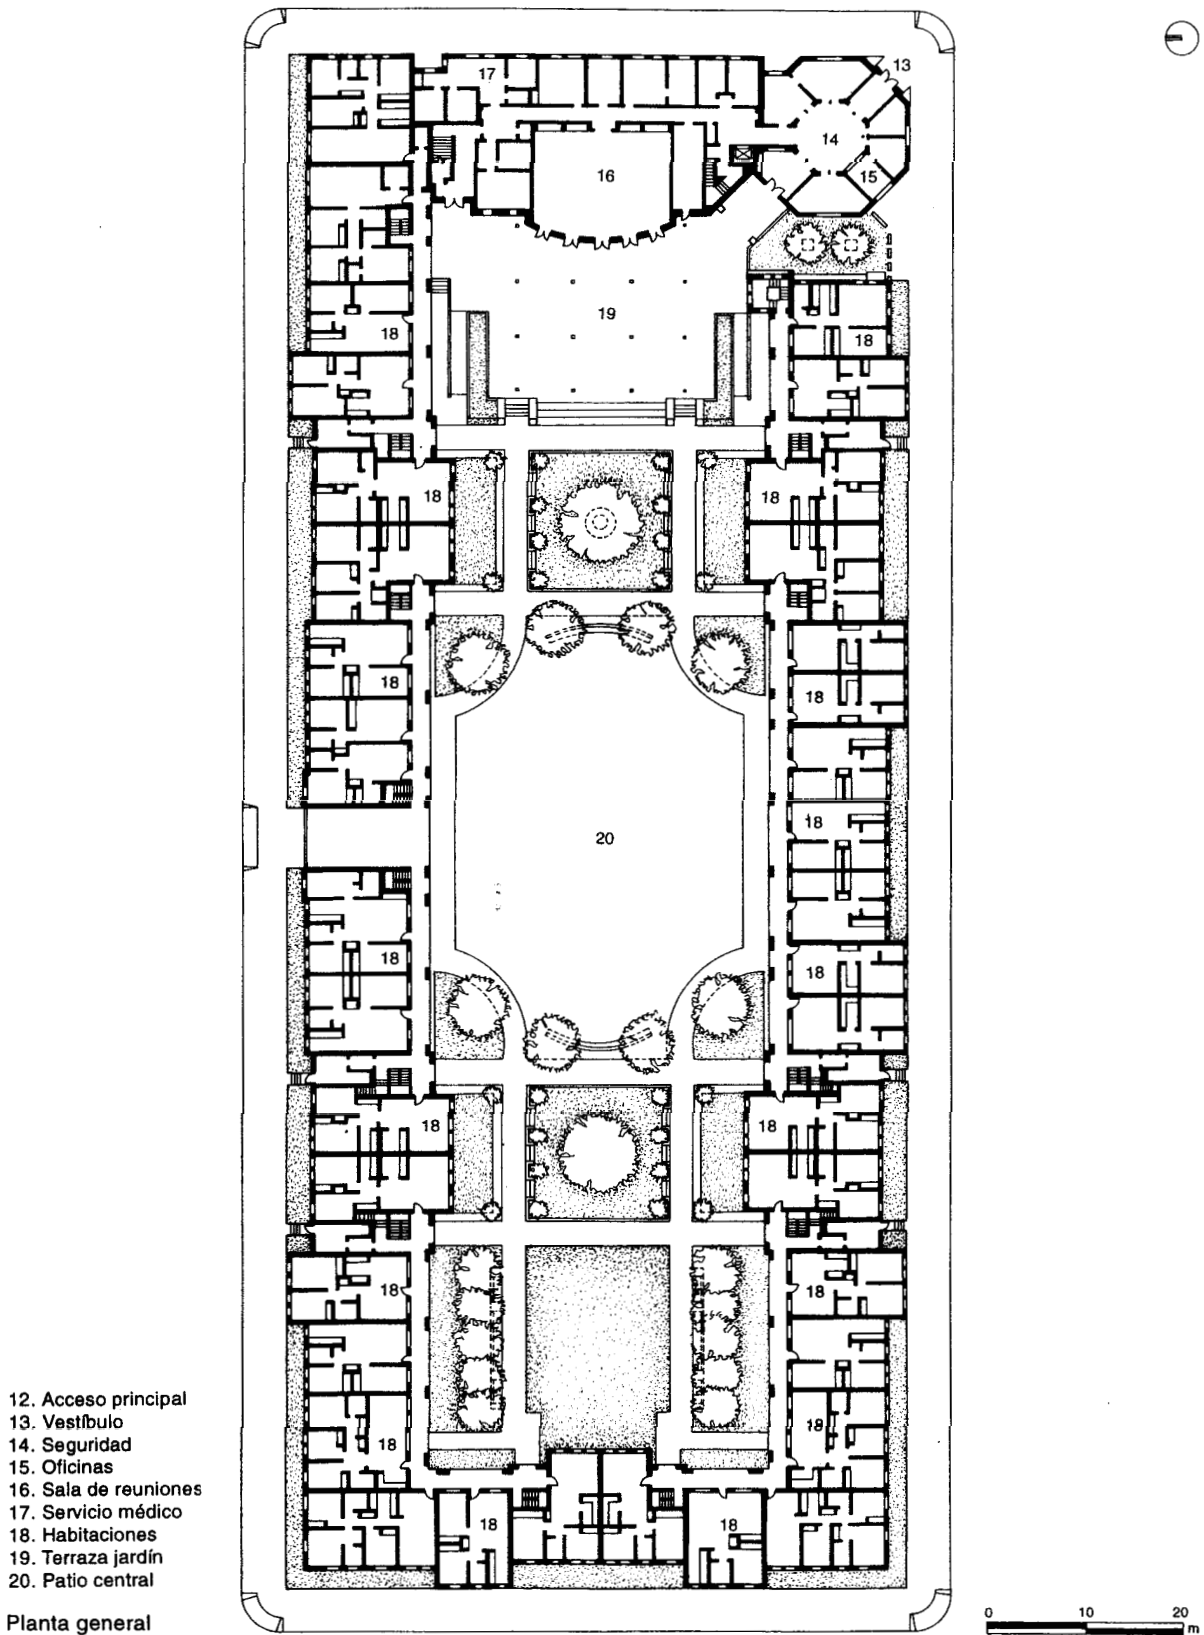 13
17
14
15
16
19
18
18
18
18
18
18
18
20
18
18
18
18
18
18
18
18
18
18
12. Acceso principal
13. Vestíbulo
14. Seguridad
15. Oficinas
16. Sala de reuniones
17. Servicio médico
18. Habitaciones
19. Terraza jardín
20. Patio central
Planta general
0 10 20 m